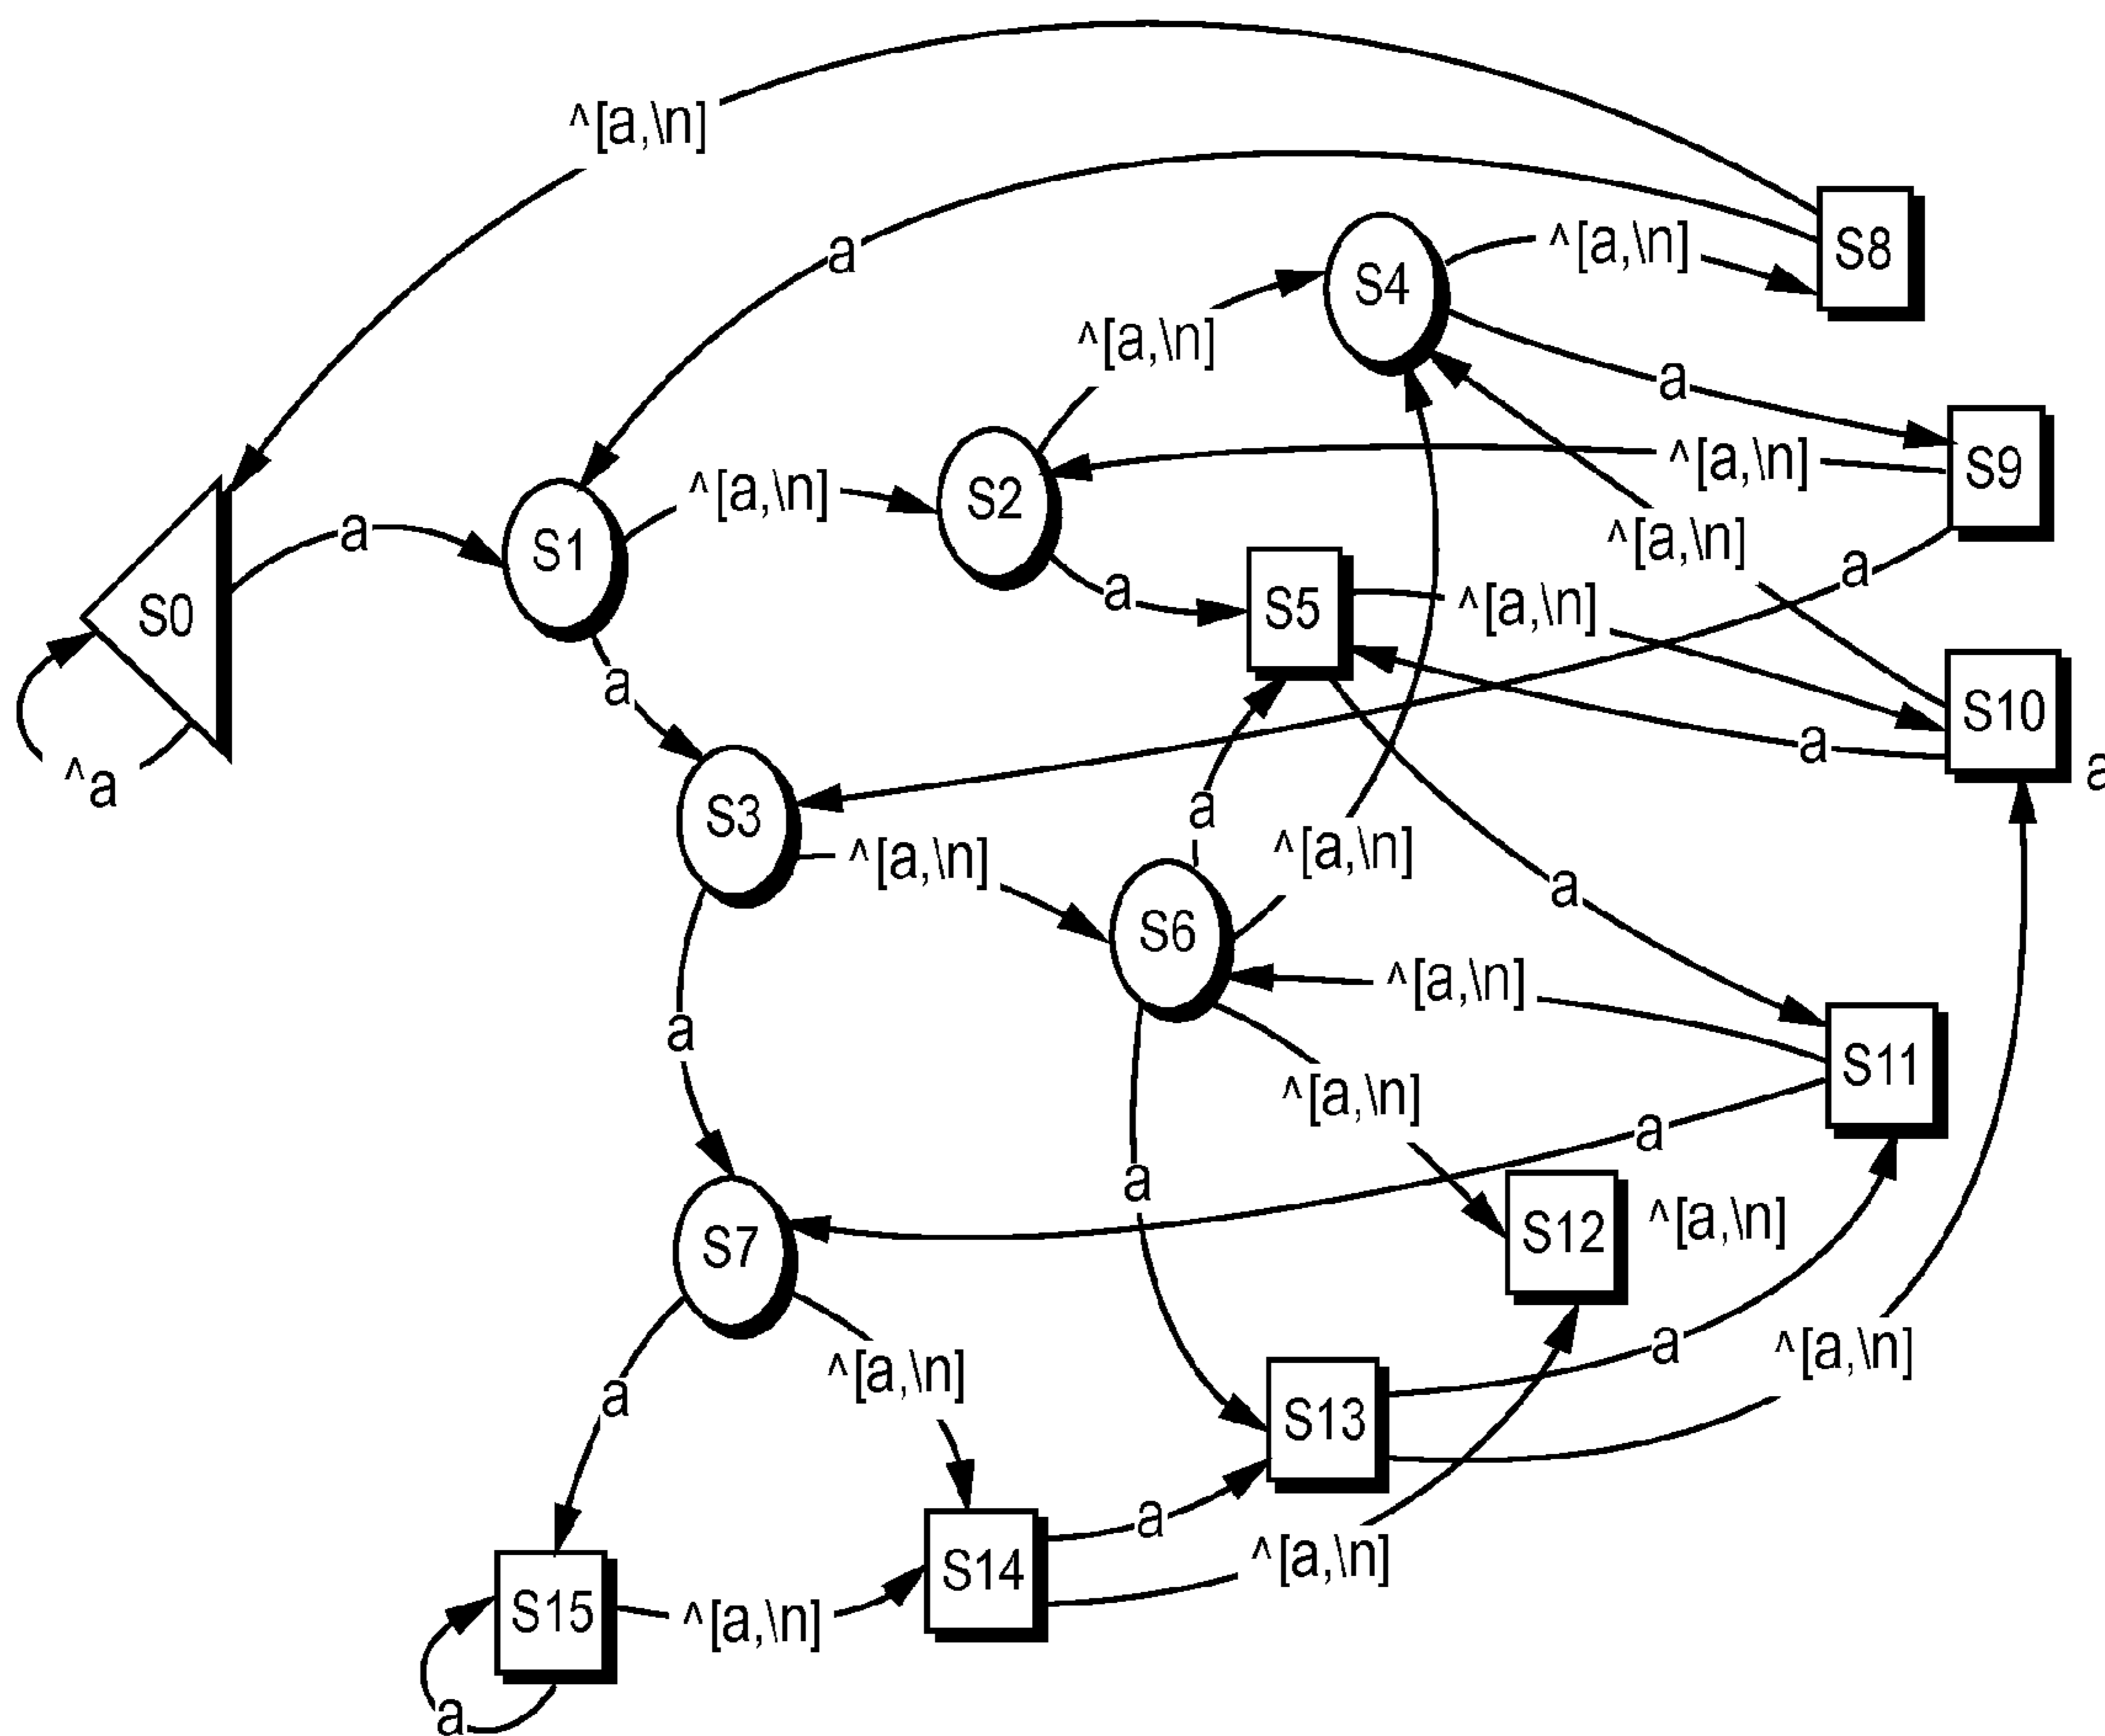 ^[a,\n]
a
S8
^[a,\n]
S4
^[a,\n]
a
^[a,\n]
S9
^[a,\n]
S2
a
S1
^[a,\n]
a
S0
a
S5
^[a,\n]
a
S10
a
a
^a
S3
a
^[a,\n]
^[a,\n]
a
S6
^[a,\n]
a
S11
^[a,\n]
a
a
S12
^[a,\n]
S7
a
^[a,\n]
^[a,\n]
a
S13
a
^[a,\n]
S14
S15
^[a,\n]
a